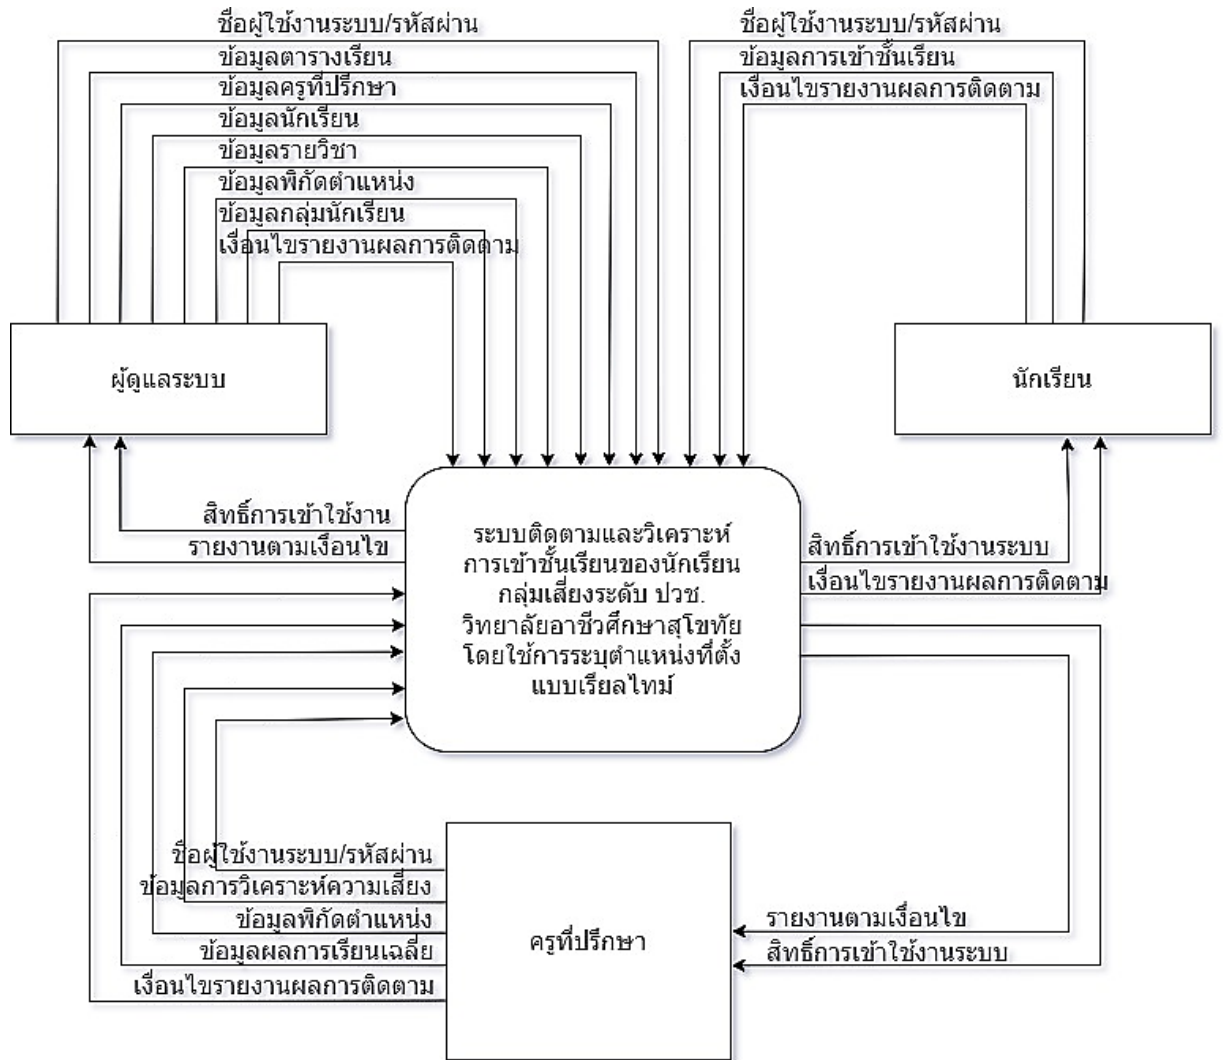 ชื่อผู้ใช้งานระบบ/รหัสผ่าน
ข้อมูลตารางเรียน
ข้อมูลครูที่ปรึกษา
ข้อมูลนักเรียน
ข้อมูลรายวิชา
ข้อมูลพิกัดตำแหน่ง
ข้อมูลกลุ่มนักเรียน
เงื่อนไขรายงานผลการติดตาม
ชื่อผู้ใช้งานระบบ/รหัสผ่าน
ข้อมูลการเข้าชั้นเรียน
เงื่อนไขรายงานผลการติดตาม
ผู้ดูแลระบบ
นักเรียน
สิทธิ์การเข้าใช้งาน
รายงานตามเงื่อนไข
ระบบติดตามและวิเคราะห์
การเข้าชั้นเรียนของนักเรียน
กลุ่มเสี่ยงระดับ ปวช.
วิทยาลัยอาชีวศึกษาสุโขทัย
โดยใช้การระบุตำแหน่งที่ตั้ง
แบบเรียลไทม์
สิทธิ์การเข้าใช้งานระบบ
เงื่อนไขรายงานผลการติดตาม
ชื่อผู้ใช้งานระบบ/รหัสผ่าน
ข้อมูลการวิเคราะห์ความเสี่ยง
ข้อมูลพิกัดตำแหน่ง
ข้อมูลผลการเรียนเฉลี่ย
เงื่อนไขรายงานผลการติดตาม
ครูที่ปรึกษา
รายงานตามเงื่อนไข
สิทธิ์การเข้าใช้งานระบบ